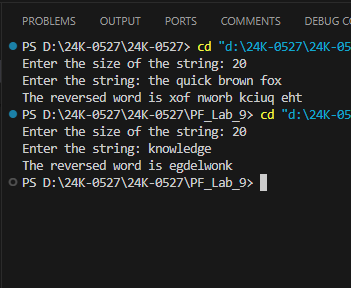 PROBLEMS OUTPUT PORTS COMMENTS DEBUG CO
PS D:\24K-0527\24K-0527> cd "d:\24K-0527\24K-
Enter the size of the string: 20
Enter the string: the quick brown fox
The reversed word is xof nworb kciuq eht
PS D:\24K-0527\24K-0527\PF_Lab_9> cd "d:\24K-
Enter the size of the string: 20
Enter the string: knowledge
The reversed word is egdelwonk
PS D:\24K-0527\24K-0527\PF_Lab_9>